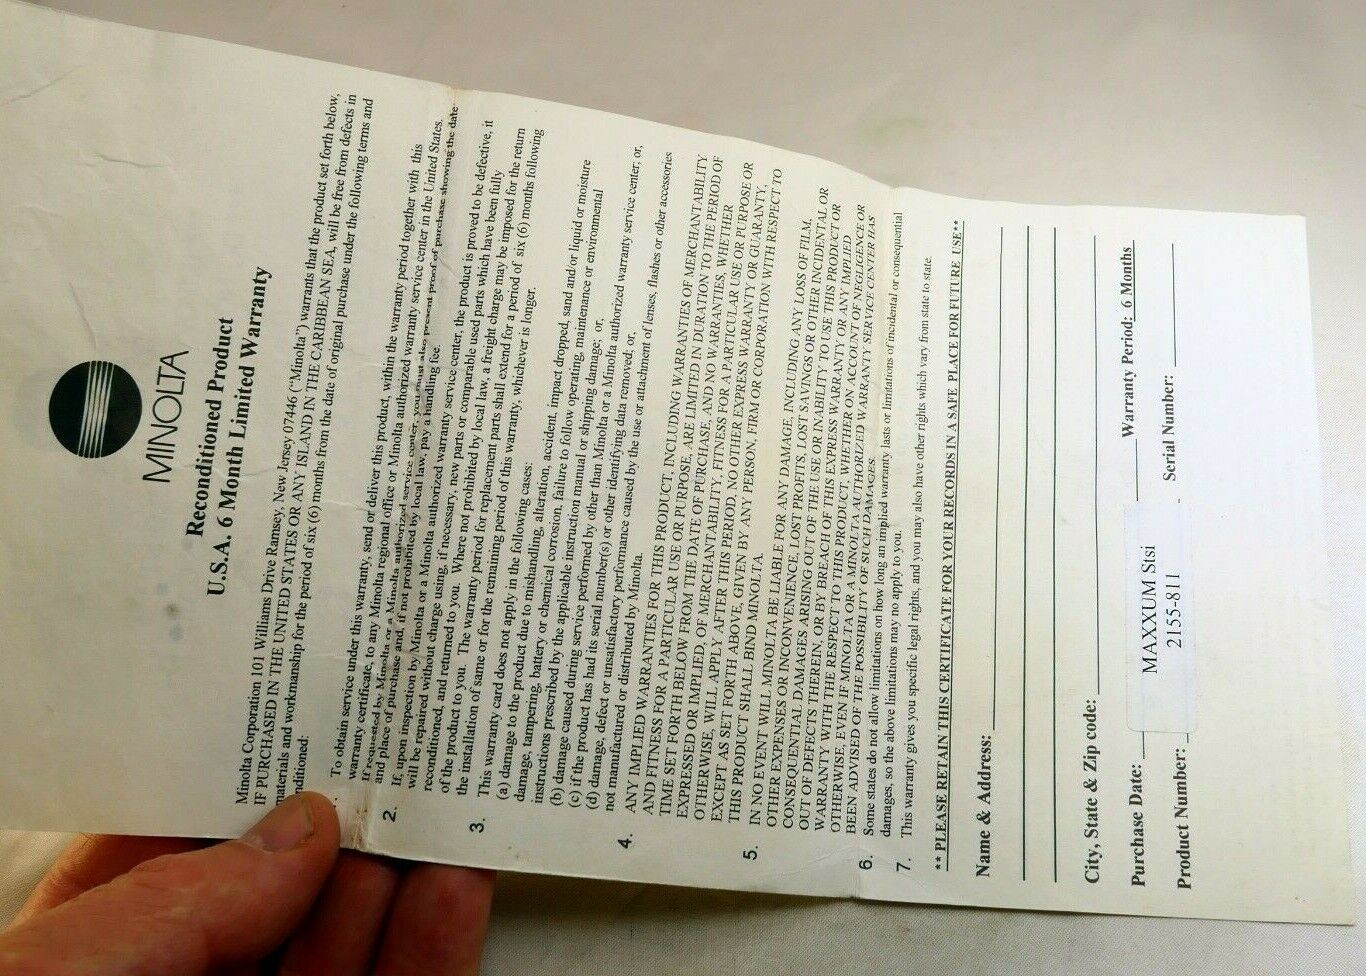 MINOLTA
Reconditioned Product
U.S.A. 6 Month Limited Warranty
Minolta Corporation 101 Williams Drive Ramsey, New Jersey 07446 ("Minolta") warrants that the product set forth below,
IF PURCHASED IN THE UNITED STATES OR ANY ISLAND IN THE CARIBBEAN SEA, will be free from defects in
materials and workmanship for the period of six (6) months from the date of original purchase under the following terms and
conditioned:
To obtain service under this warranty, send or deliver this product, within the warranty period together with this
warranty certificate, to any Minolta regional office or Minolta authorized warranty service center in the United States.
If requested by Minolta or a Minolta authorized service center, you must also present proof of purchase showing the date
and place of purchase and, if not prohibited by local law, pay a handling fee.
2. If, upon inspection by Minolta or a Minolta authorized warranty service center, the product is proved to be defective, it
will be repaired without charge using, if necessary, new parts or comparable used parts which have been fully
reconditioned, and returned to you. Where not prohibited by local law, a freight charge may be imposed for the return
of the product to you. The warranty period for replacement parts shall extend for a period of six (6) months following
the installation of same or for the remaining period of this warranty, whichever is longer.
3. This warranty card does not apply in the following cases:
(a) damage to the product due to mishandling, alteration, accident, impact dropped, sand and/or liquid or moisture
damage, tampering, battery or chemical corrosion, failure to follow operating, maintenance or environmental
instructions prescribed by the applicable instruction manual or shipping damage; or,
(b) damage caused during service performed by other than Minolta or a Minolta authorized warranty service center; or,
(c) if the product has had its serial number(s) or other identifying data removed; or,
(d) damage, defect or unsatisfactory performance caused by the use or attachment of lenses, flashes or other accessories
not manufactured or distributed by Minolta.
4. ANY IMPLIED WARRANTIES FOR THIS PRODUCT, INCLUDING WARRANTIES OF MERCHANTABILITY
AND FITNESS FOR A PARTICULAR USE OR PURPOSE, ARE LIMITED IN DURATION TO THE PERIOD OF
TIME SET FORTH BELOW FROM THE DATE OF PURCHASE, AND NO WARRANTIES, WHETHER
EXPRESSED OR IMPLIED, OF MERCHANTABILITY, FITNESS FOR A PARTICULAR USE OR PURPOSE OR
OTHERWISE, WILL APPLY AFTER THIS PERIOD. NO OTHER EXPRESS WARRANTY OR GUARANTY,
EXCEPT AS SET FORTH ABOVE, GIVEN BY ANY PERSON, FIRM OR CORPORATION WITH RESPECT TO
THIS PRODUCT SHALL BIND MINOLTA.
5. IN NO EVENT WILL MINOLTA BE LIABLE FOR ANY DAMAGE, INCLUDING ANY LOSS OF FILM,
OTHER EXPENSES OR INCONVENIENCE, LOST PROFITS, LOST SAVINGS OR OTHER INCIDENTAL OR
CONSEQUENTIAL DAMAGES ARISING OUT OF THE USE OR INABILITY TO USE THIS PRODUCT OR
OUT OF DEFECTS THEREIN, OR BY BREACH OF THIS EXPRESS WARRANTY OR ANY IMPLIED
WARRANTY WITH THE RESPECT TO THIS PRODUCT, WHETHER ON ACCOUNT OF NEGLIGENCE OR
OTHERWISE, EVEN IF MINOLTA OR A MINOLTA AUTHORIZED WARRANTY SERVICE CENTER HAS
BEEN ADVISED OF THE POSSIBILITY OF SUCH DAMAGES.
6. Some states do not allow limitations on how long an implied warranty lasts or limitations of incidental or consequential
damages, so the above limitations may no apply to you.
7. This warranty gives you specific legal rights, and you may also have other rights which vary from state to state.
** PLEASE RETAIN THIS CERTIFICATE FOR YOUR RECORDS IN A SAFE PLACE FOR FUTURE USE**
Name & Address:
City, State & Zip code:
Purchase Date: Warranty Period: 6 Months
MAXXUM Stsi
Product Number: 2155-811 Serial Number: